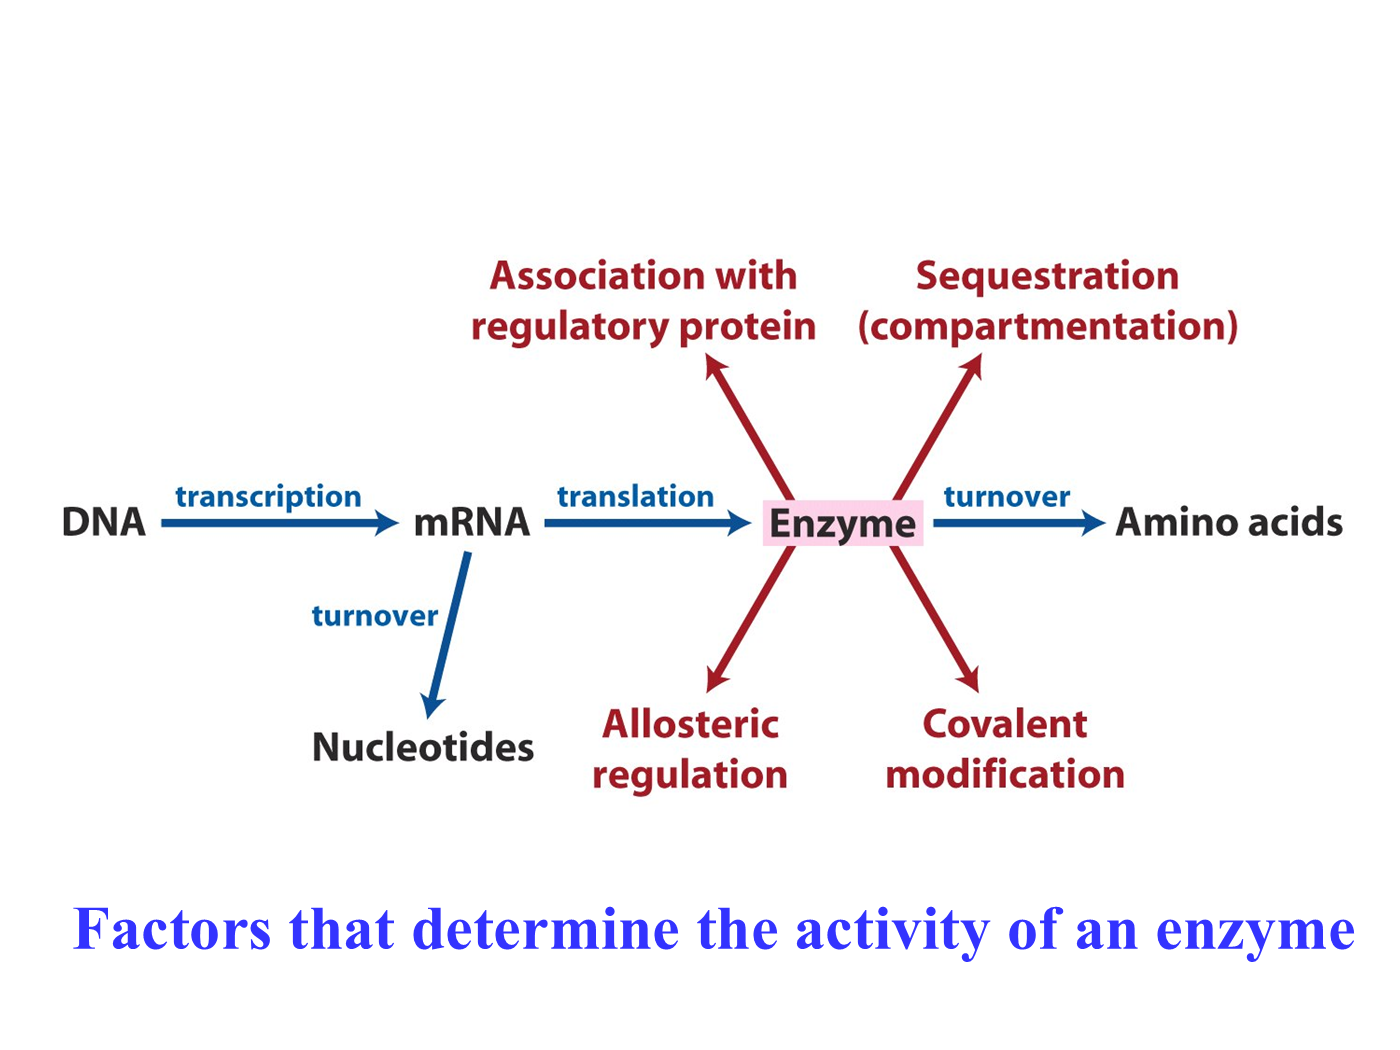 Association with
regulatory protein
Sequestration
(compartmentation)
DNA
transcription
mRNA
translation
Enzyme
turnover
Amino acids
turnover
Nucleotides
Allosteric
regulation
Covalent
modification
Factors that determine the activity of an enzyme